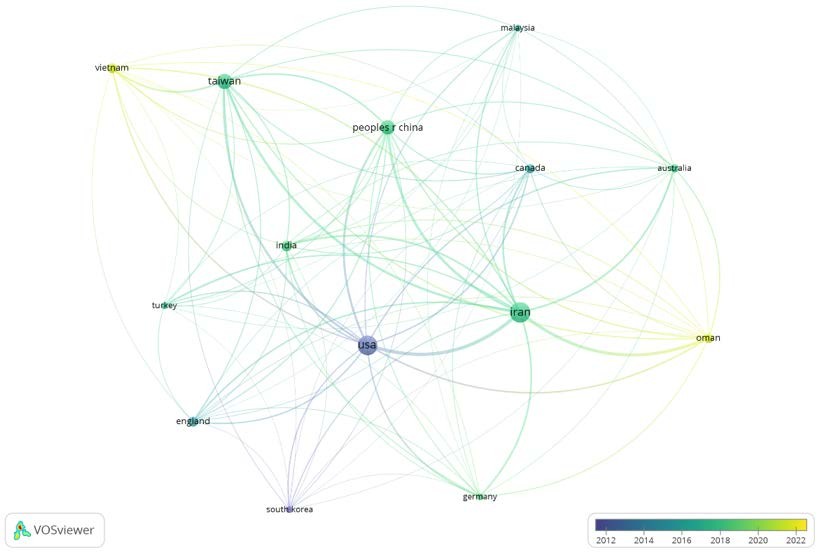 malaysia
vietnam
taiwan
peoples r china
canada
australia
india
turkey
iran
oman
usa
england
germany
south korea
VOSviewer
2012 2014 2016 2018 2020 2022